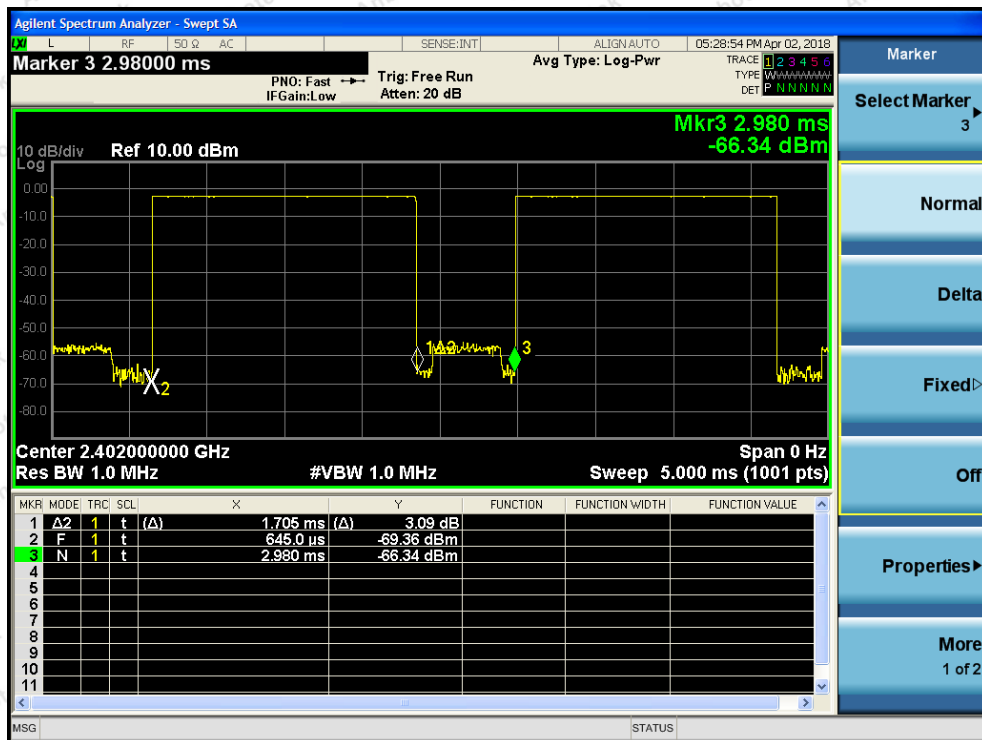 Agilent Spectrum Analyzer - Swept SA
LXI L RF 50 Ω AC SENSE:INT ALIGNAUTO 05:28:54 PM Apr 02, 2018
Marker 3 2.98000 ms
PNO: Fast
IFGain:Low
Trig: Free Run
Atten: 20 dB
Avg Type: Log-Pwr
TRACE 1 2 3 4 5 6
TYPE W
DET P N N N N N
Mkr3 2.980 ms
-66.34 dBm
10 dB/div Ref 10.00 dBm
Log
0.00
-10.0
-20.0
-30.0
-40.0
-50.0
-60.0
-70.0
-80.0
1Δ2
3
X2
Center 2.402000000 GHz Span 0 Hz
Res BW 1.0 MHz #VBW 1.0 MHz Sweep 5.000 ms (1001 pts)
MKR MODE TRC SCL X Y FUNCTION FUNCTION WIDTH FUNCTION VALUE
1 Δ2 1 t (Δ) 1.705 ms (Δ) 3.09 dB
2 F 1 t 645.0 µs -69.36 dBm
3 N 1 t 2.980 ms -66.34 dBm
4
5
6
7
8
9
10
11
MSG STATUS
Marker
Select Marker
3
Normal
Delta
Fixed
Off
Properties
More
1 of 2